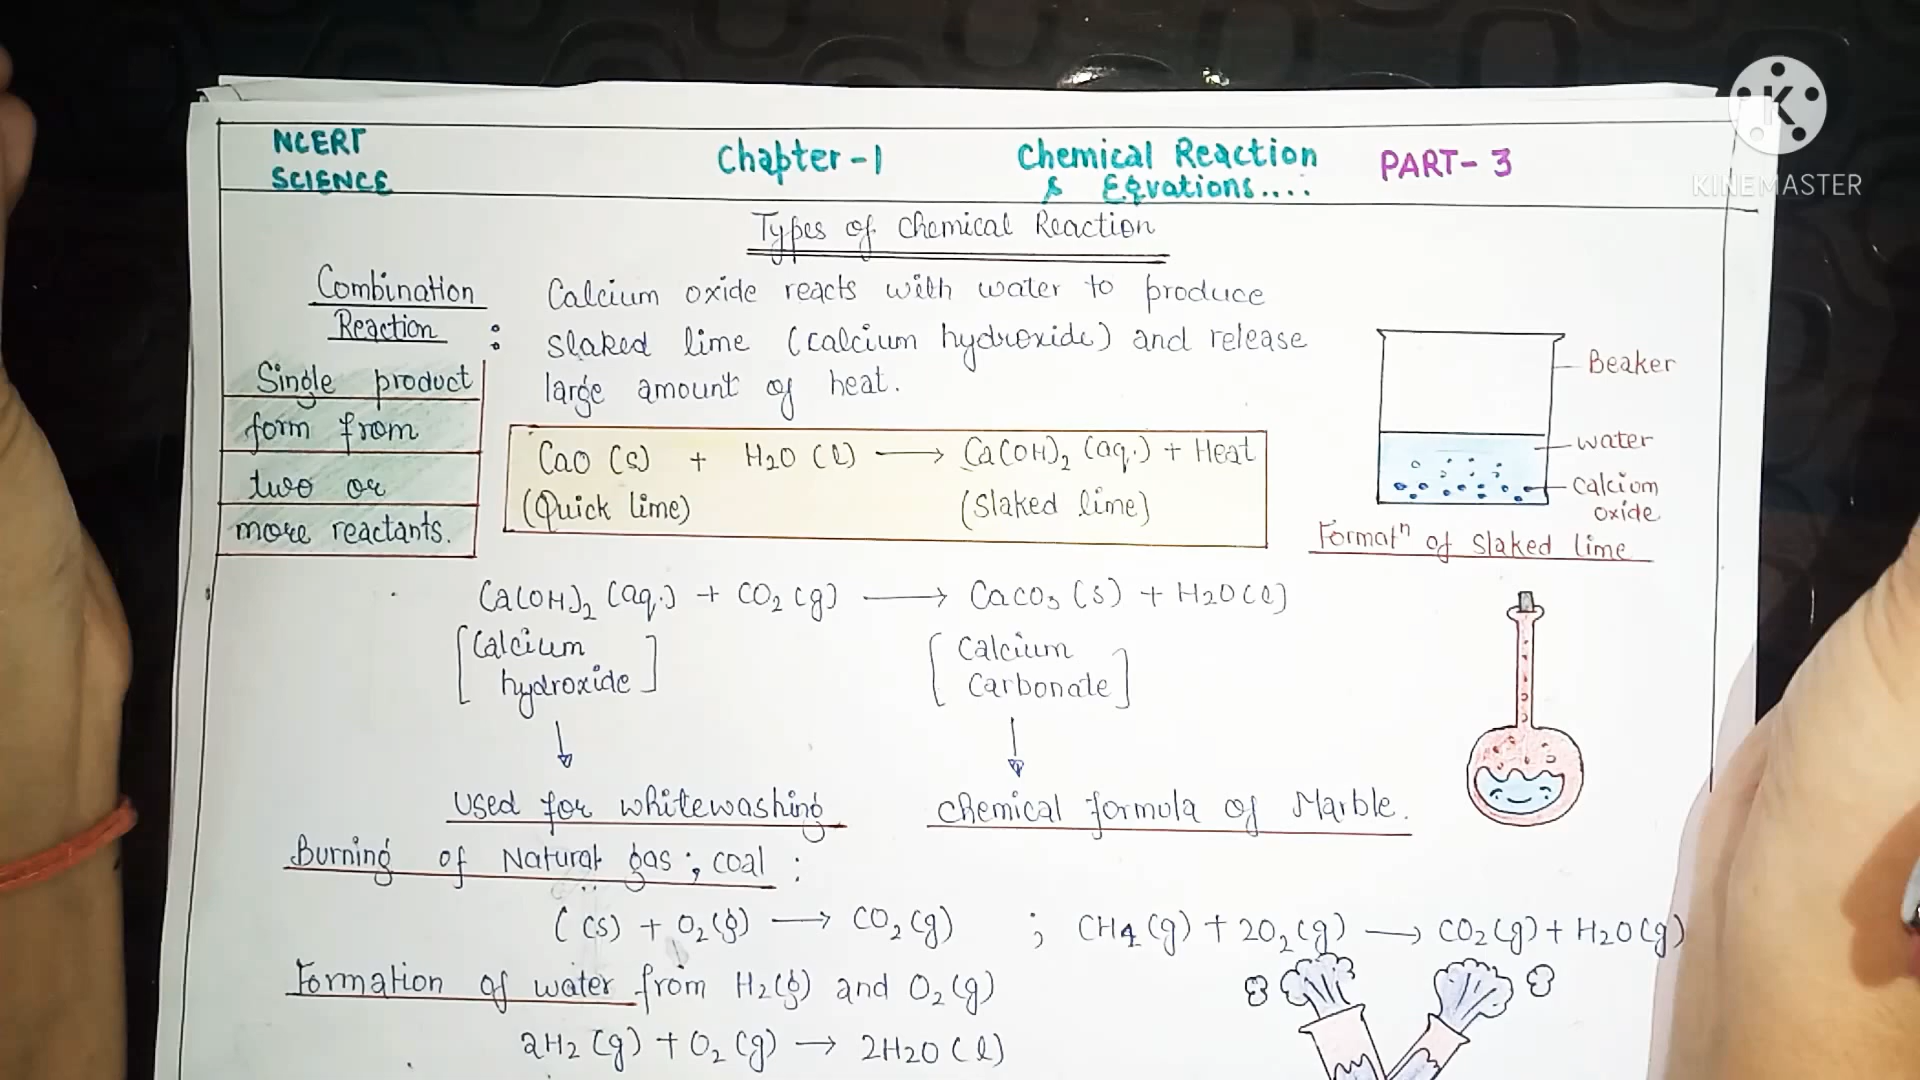 NCERT SCIENCE
Chapter-1
Chemical Reaction & Equations....
PART-3
K
KINEMASTER
Types of Chemical Reaction
Combination Reaction :
Single product
form from
two or
more reactants.
Calcium oxide reacts with water to produce
slaked lime (calcium hydroxide) and release
large amount of heat.
CaO (s) + H2O (l) → Ca(OH)2 (aq.) + Heat
(Quick lime) (Slaked lime)
Beaker
water
calcium oxide
Formatⁿ of slaked lime
Ca(OH)2 (aq.) + CO2 (g) → CaCO3 (s) + H2O (l)
[Calcium hydroxide] [Calcium Carbonate]
Used for whitewashing
Chemical formula of Marble.
Burning of Natural gas ; coal :
C (s) + O2 (g) → CO2 (g) ; CH4 (g) + 2O2 (g) → CO2 (g) + H2O (g)
Formation of water from H2 (g) and O2 (g)
2H2 (g) + O2 (g) → 2H2O (l)